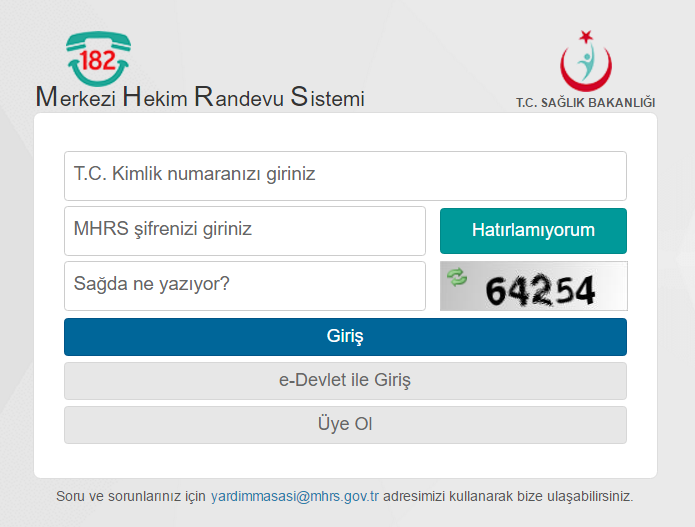 182
Merkezi Hekim Randevu Sistemi
T.C. SAĞLIK BAKANLIĞI
T.C. Kimlik numaranızı giriniz
MHRS şifrenizi giriniz
Hatırlamıyorum
Sağda ne yazıyor?
64254
Giriş
e-Devlet ile Giriş
Üye Ol
Soru ve sorunlarınız için yardimmasasi@mhrs.gov.tr adresimizi kullanarak bize ulaşabilirsiniz.